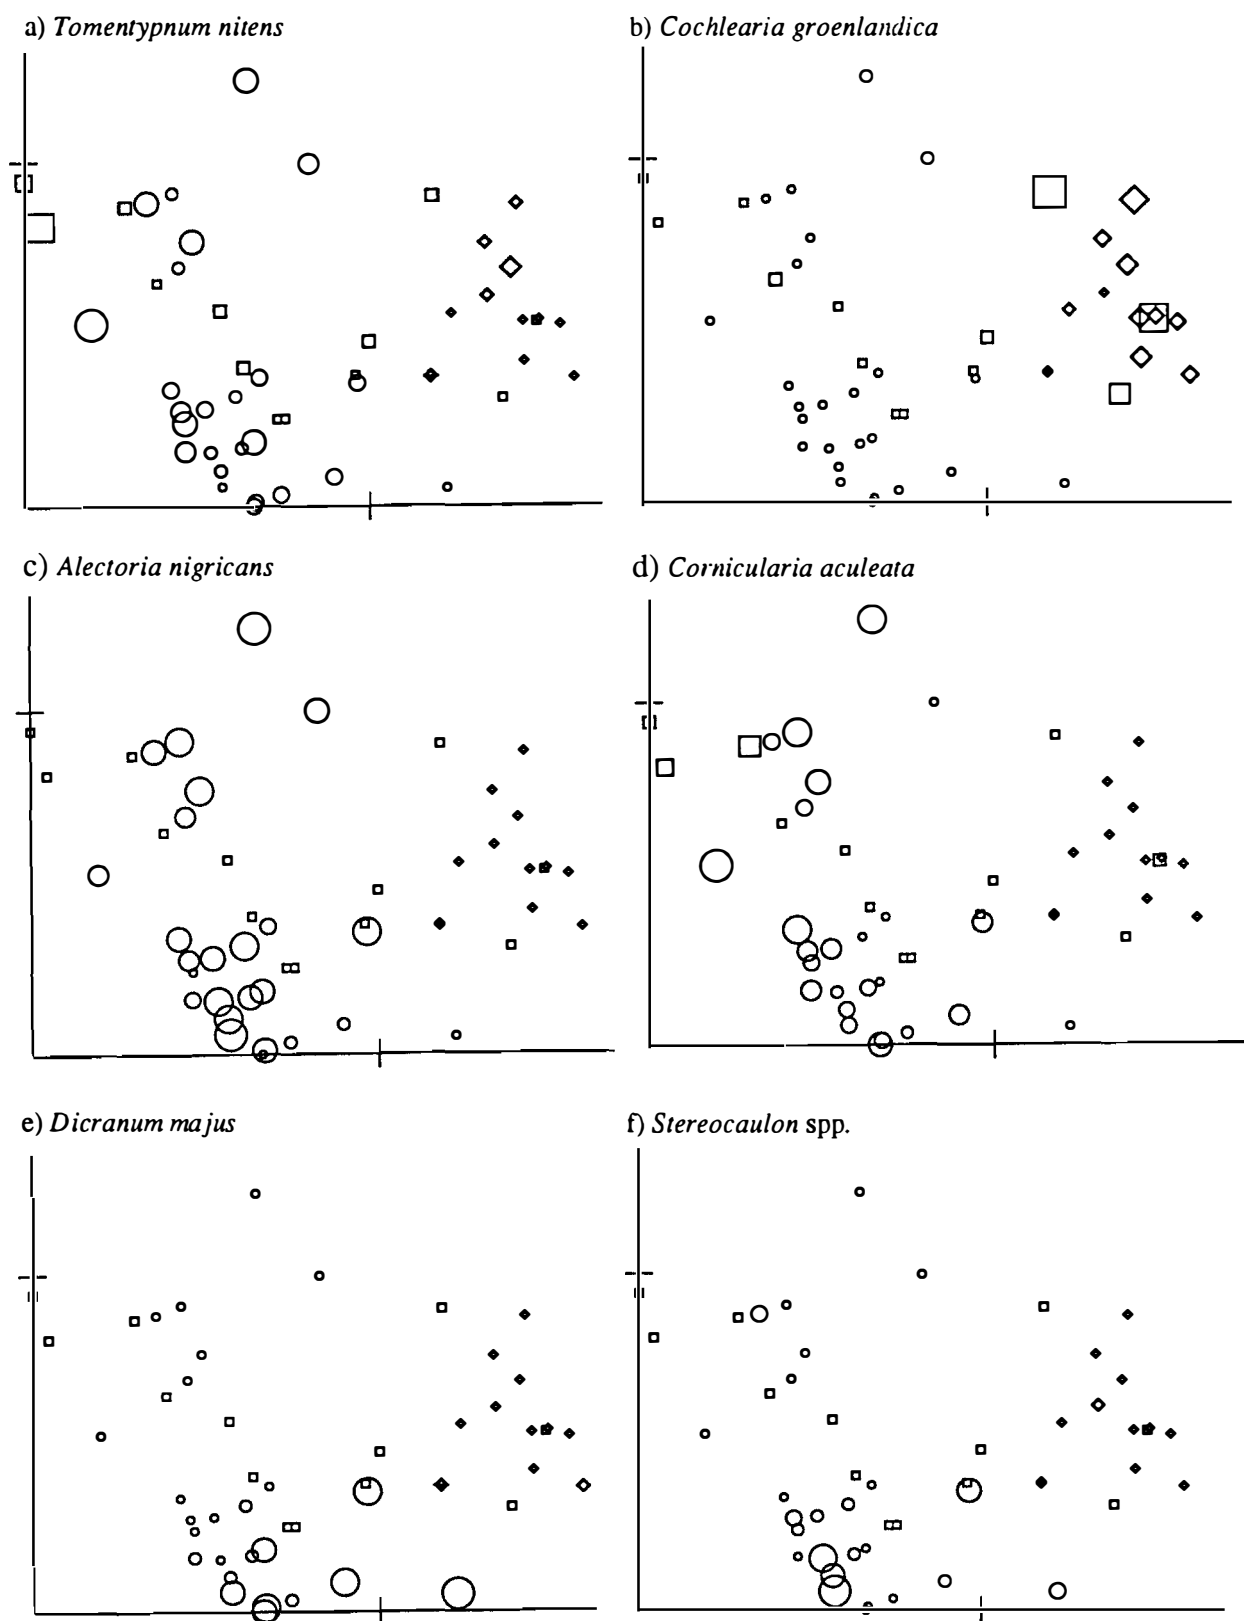 a) Tomentypnum nitens
b) Cochlearia groenlandica
c) Alectoria nigricans
d) Cornicularia aculeata
e) Dicranum majus
f) Stereocaulon spp.